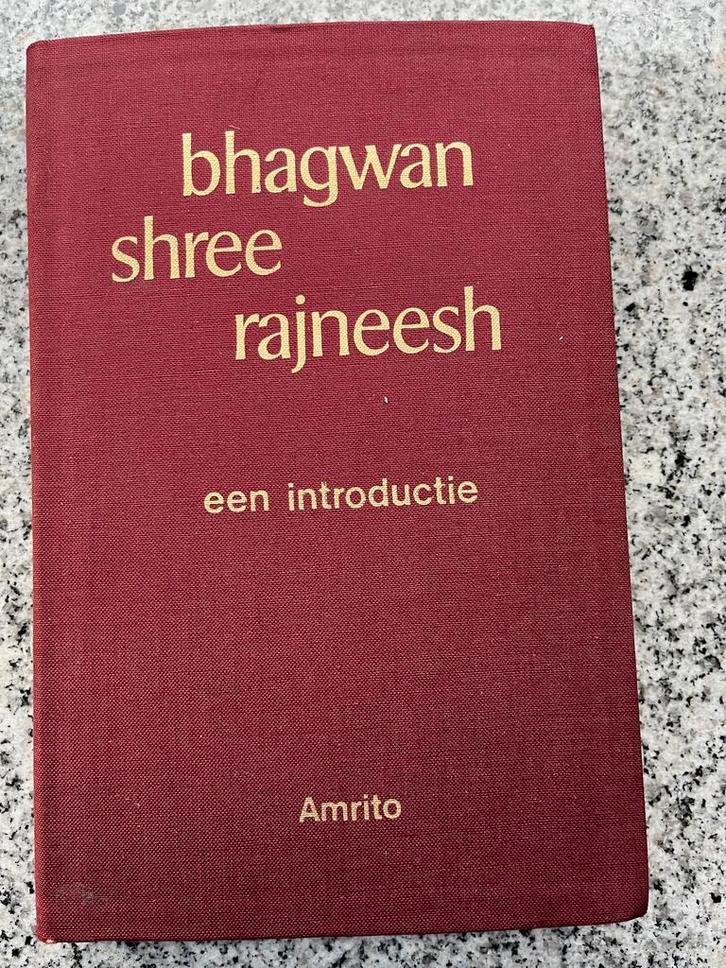 bhagwan
shree
rajneesh
een introductie
Amrito